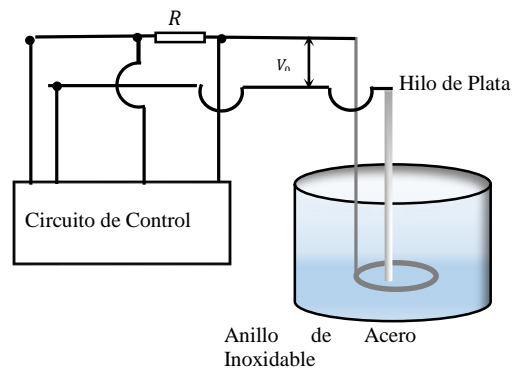 R
V₀
Hilo de Plata
Circuito de Control
Anillo de Acero
Inoxidable